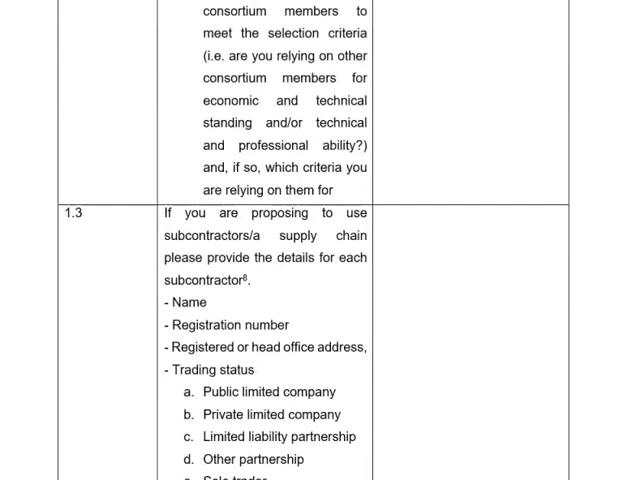 consortium members to
meet the selection criteria
(i.e. are you relying on other
consortium members for
economic and technical
standing and/or technical
and professional ability?)
and, if so, which criteria you
are relying on them for
1.3
If you are proposing to use
subcontractors/a supply chain
please provide the details for each
subcontractor⁸.
- Name
- Registration number
- Registered or head office address,
- Trading status
a. Public limited company
b. Private limited company
c. Limited liability partnership
d. Other partnership
e. Sole trader